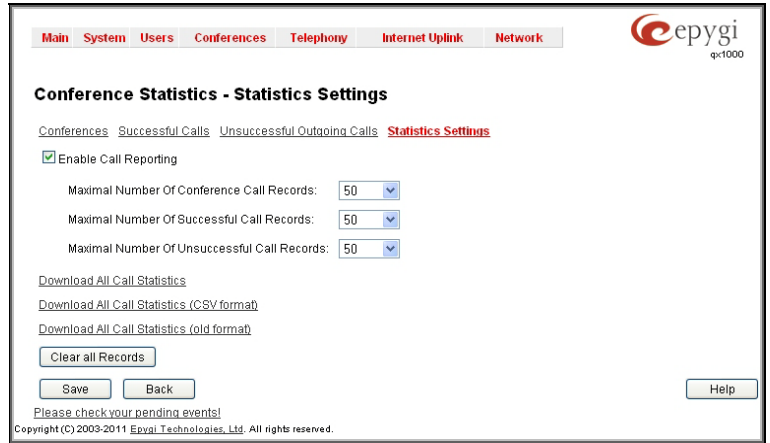 Main System Users Conferences Telephony Internet Uplink Network
epygi
qx1000
Conference Statistics - Statistics Settings
Conferences Successful Calls Unsuccessful Outgoing Calls Statistics Settings
Enable Call Reporting
Maximal Number Of Conference Call Records: 50
Maximal Number Of Successful Call Records: 50
Maximal Number Of Unsuccessful Call Records: 50
Download All Call Statistics
Download All Call Statistics (CSV format)
Download All Call Statistics (old format)
Clear all Records
Save Back Help
Please check your pending events!
Copyright (C) 2003-2011 Epygi Technologies, Ltd. All rights reserved.